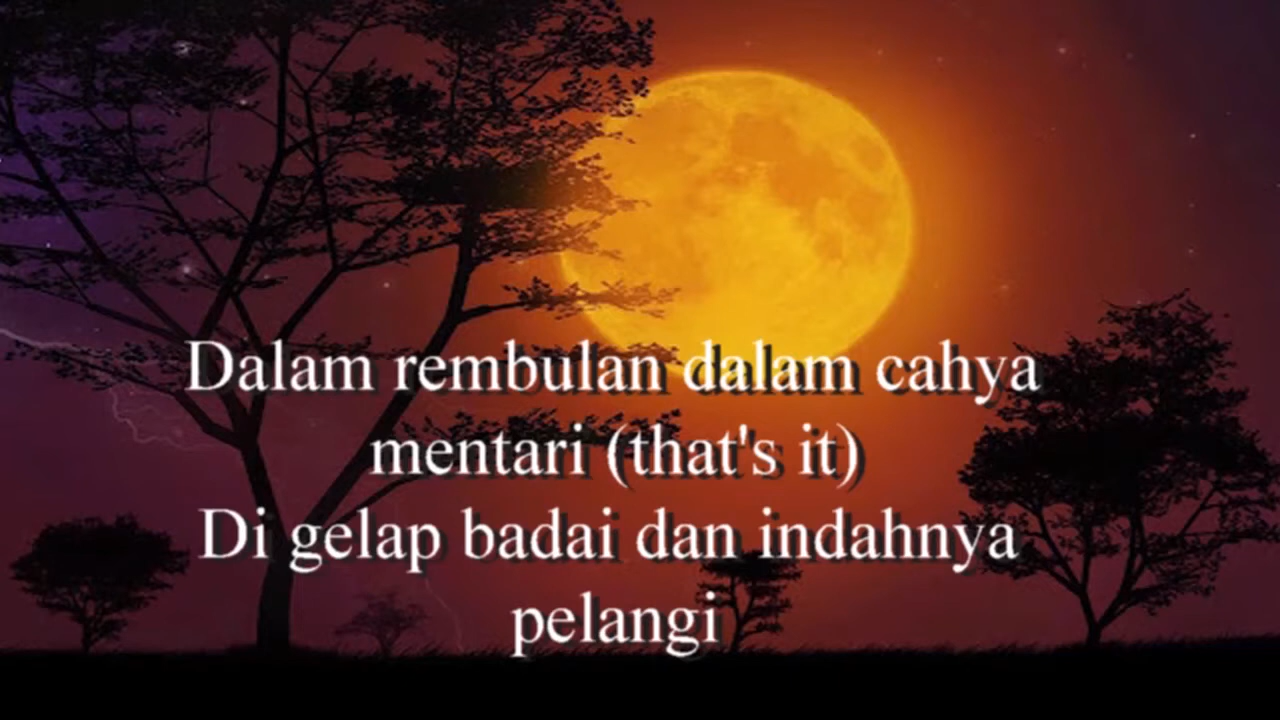 Dalam rembulan dalam cahya
mentari (that's it)
Di gelap badai dan indahnya
pelangi